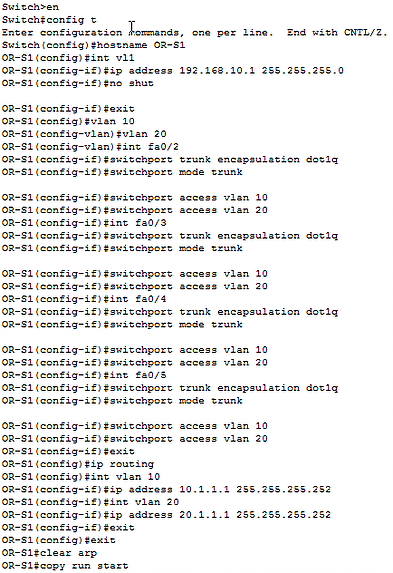 Switch>en
Switch#config t
Enter configuration commands, one per line.  End with CNTL/Z.
Switch(config)#hostname OR-S1
OR-S1(config)#int vl1
OR-S1(config-if)#ip address 192.168.10.1 255.255.255.0
OR-S1(config-if)#no shut
OR-S1(config-if)#exit
OR-S1(config)#vlan 10
OR-S1(config-vlan)#vlan 20
OR-S1(config-vlan)#int fa0/2
OR-S1(config-if)#switchport trunk encapsulation dot1q
OR-S1(config-if)#switchport mode trunk
OR-S1(config-if)#switchport access vlan 10
OR-S1(config-if)#switchport access vlan 20
OR-S1(config-if)#int fa0/3
OR-S1(config-if)#switchport trunk encapsulation dot1q
OR-S1(config-if)#switchport mode trunk
OR-S1(config-if)#switchport access vlan 10
OR-S1(config-if)#switchport access vlan 20
OR-S1(config-if)#int fa0/4
OR-S1(config-if)#switchport trunk encapsulation dot1q
OR-S1(config-if)#switchport mode trunk
OR-S1(config-if)#switchport access vlan 10
OR-S1(config-if)#switchport access vlan 20
OR-S1(config-if)#int fa0/5
OR-S1(config-if)#switchport trunk encapsulation dot1q
OR-S1(config-if)#switchport mode trunk
OR-S1(config-if)#switchport access vlan 10
OR-S1(config-if)#switchport access vlan 20
OR-S1(config-if)#exit
OR-S1(config)#ip routing
OR-S1(config)#int vlan 10
OR-S1(config-if)#ip address 10.1.1.1 255.255.255.252
OR-S1(config-if)#int vlan 20
OR-S1(config-if)#ip address 20.1.1.1 255.255.255.252
OR-S1(config-if)#exit
OR-S1(config)#exit
OR-S1#clear arp
OR-S1#copy run start